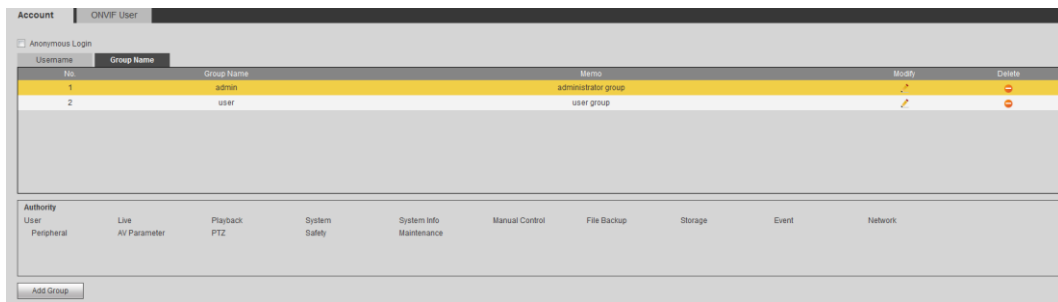 Account ONVIF User
Anonymous Login
Username Group Name
No. Group Name Memo Modify Delete
1 admin administrator group
2 user user group
Authority
User Live Playback System System Info Manual Control File Backup Storage Event Network
Peripheral AV Parameter PTZ Safety Maintenance
Add Group